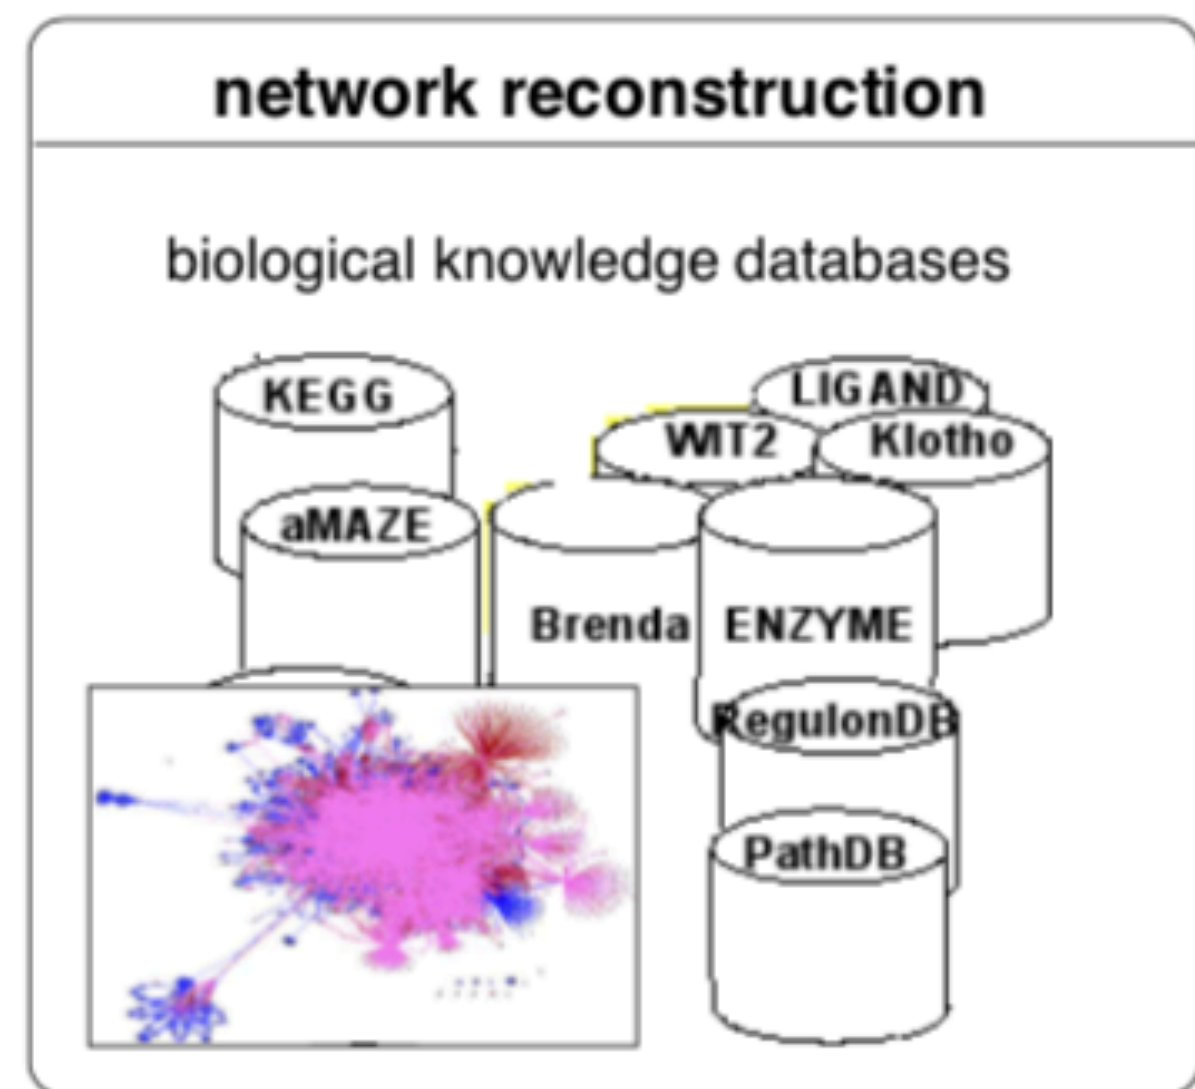 network reconstruction
biological knowledge databases
KEGG
LIGAND
WIT2
Klotho
aMAZE
Brenda
ENZYME
RegulonDB
PathDB